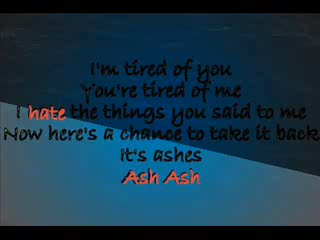 I'm tired of you
You're tired of me
I hate the things you said to me
Now here's a chance to take it back
It's ashes
Ash Ash